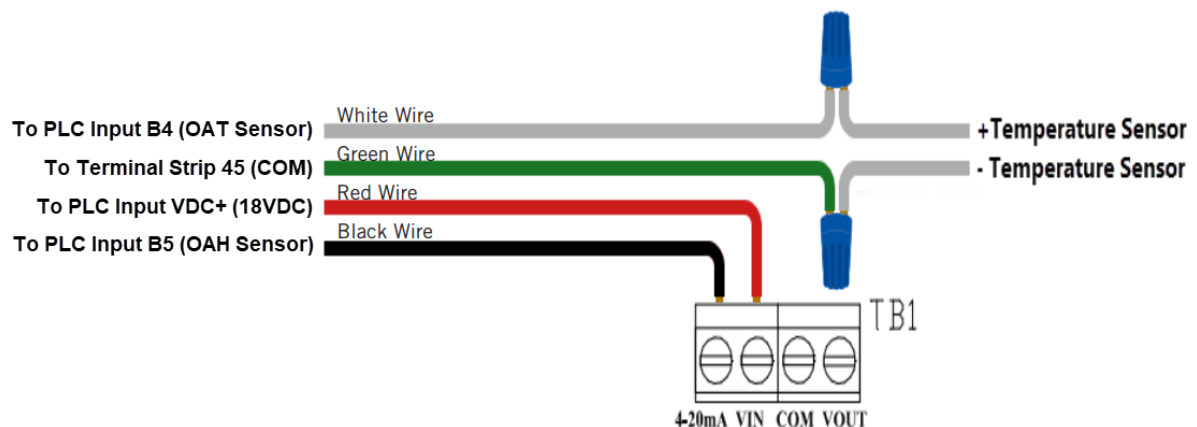 To PLC Input B4 (OAT Sensor) White Wire +Temperature Sensor
To Terminal Strip 45 (COM) Green Wire - Temperature Sensor
To PLC Input VDC+ (18VDC) Red Wire
To PLC Input B5 (OAH Sensor) Black Wire
TB1
4-20mA VIN COM VOUT